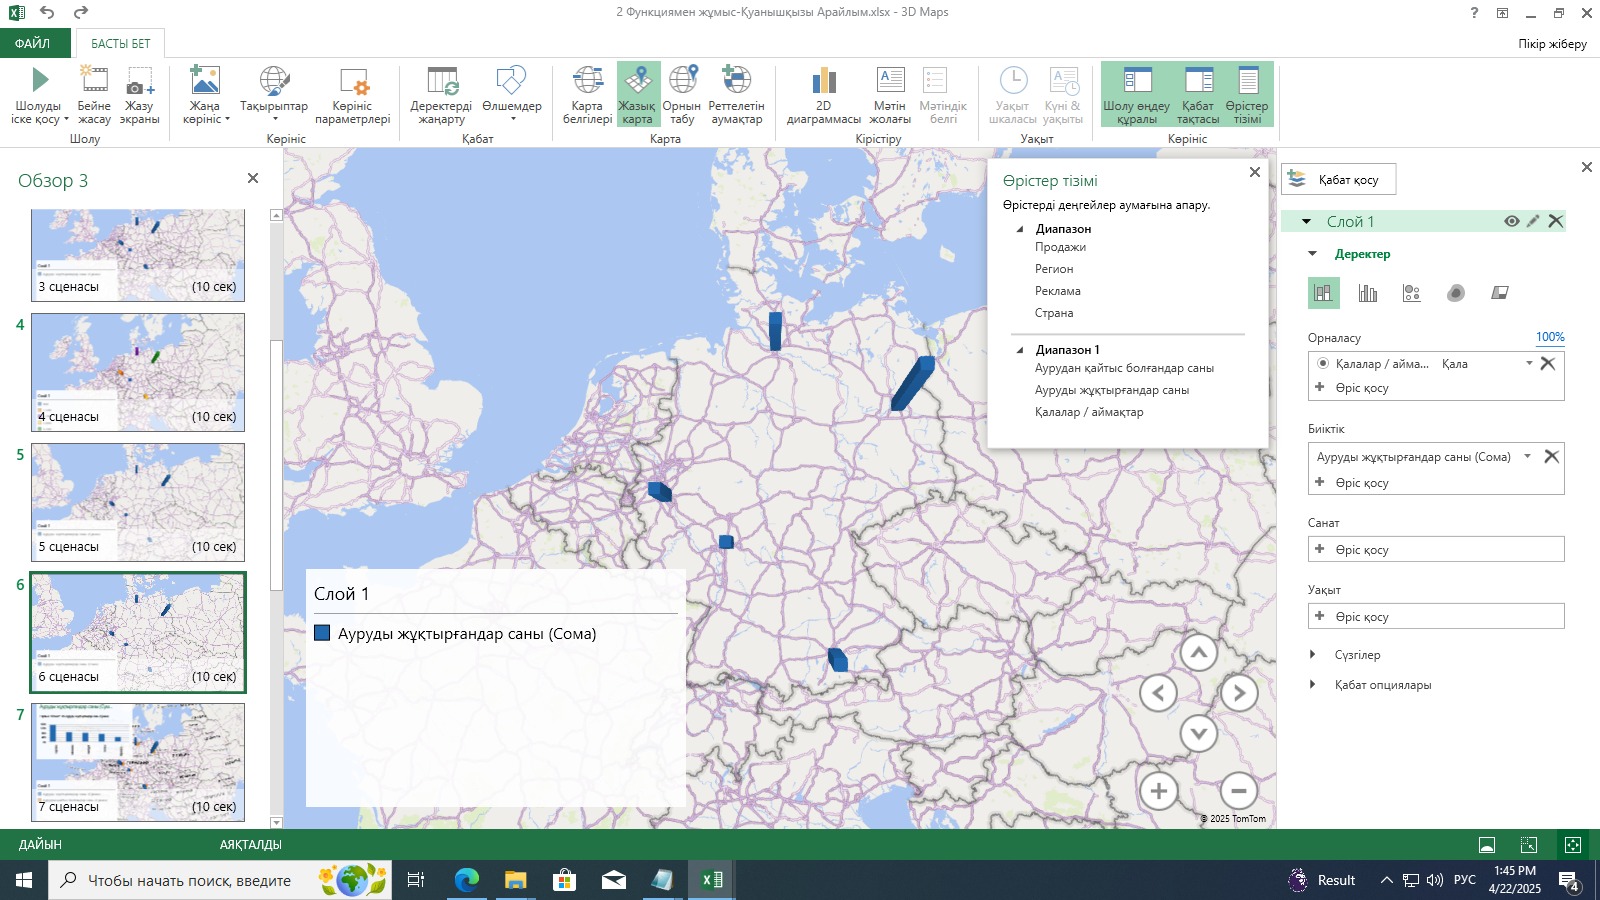 2 Функциямен жұмыс-Қуанышқызы Арайлым.xlsx - 3D Maps
ФАЙЛ
БАСТЫ БЕТ
Пікір жіберу
Шолуды іске қосу
Бейне жасау
Жазу экраны
Шолу
Жаңа көрініс
Тақырыптар
Көрініс параметрлері
Көрініс
Деректерді жаңарту
Өлшемдер
Қабат
Карта белгілері
Жазық карта
Орнын табу
Реттелетін аумақтар
Карта
2D диаграммасы
Мәтін жолағы
Мәтіндік белгі
Кірістіру
Уақыт шкаласы
Күні & уақыты
Уақыт
Шолу өңдеу құралы
Қабат тақтасы
Өрістер тізімі
Көрініс
Обзор 3
3 сценасы (10 сек)
4
4 сценасы (10 сек)
5
5 сценасы (10 сек)
6
6 сценасы (10 сек)
7
7 сценасы (10 сек)
Слой 1
Ауруды жұқтырғандар саны (Сома)
© 2025 TomTom
Өрістер тізімі
Өрістерді деңгейлер аумағына апару.
Диапазон
Продажи
Регион
Реклама
Страна
Диапазон 1
Аурудан қайтыс болғандар саны
Ауруды жұқтырғандар саны
Қалалар / аймақтар
Қабат қосу
Слой 1
Деректер
Орналасу 100%
Қалалар / айма... Қала
Өріс қосу
Биіктік
Ауруды жұқтырғандар саны (Сома)
Өріс қосу
Санат
Өріс қосу
Уақыт
Өріс қосу
Сүзгілер
Қабат опциялары
ДАЙЫН
АЯҚТАЛДЫ
Чтобы начать поиск, введите
Result
РУС
1:45 PM
4/22/2025
4